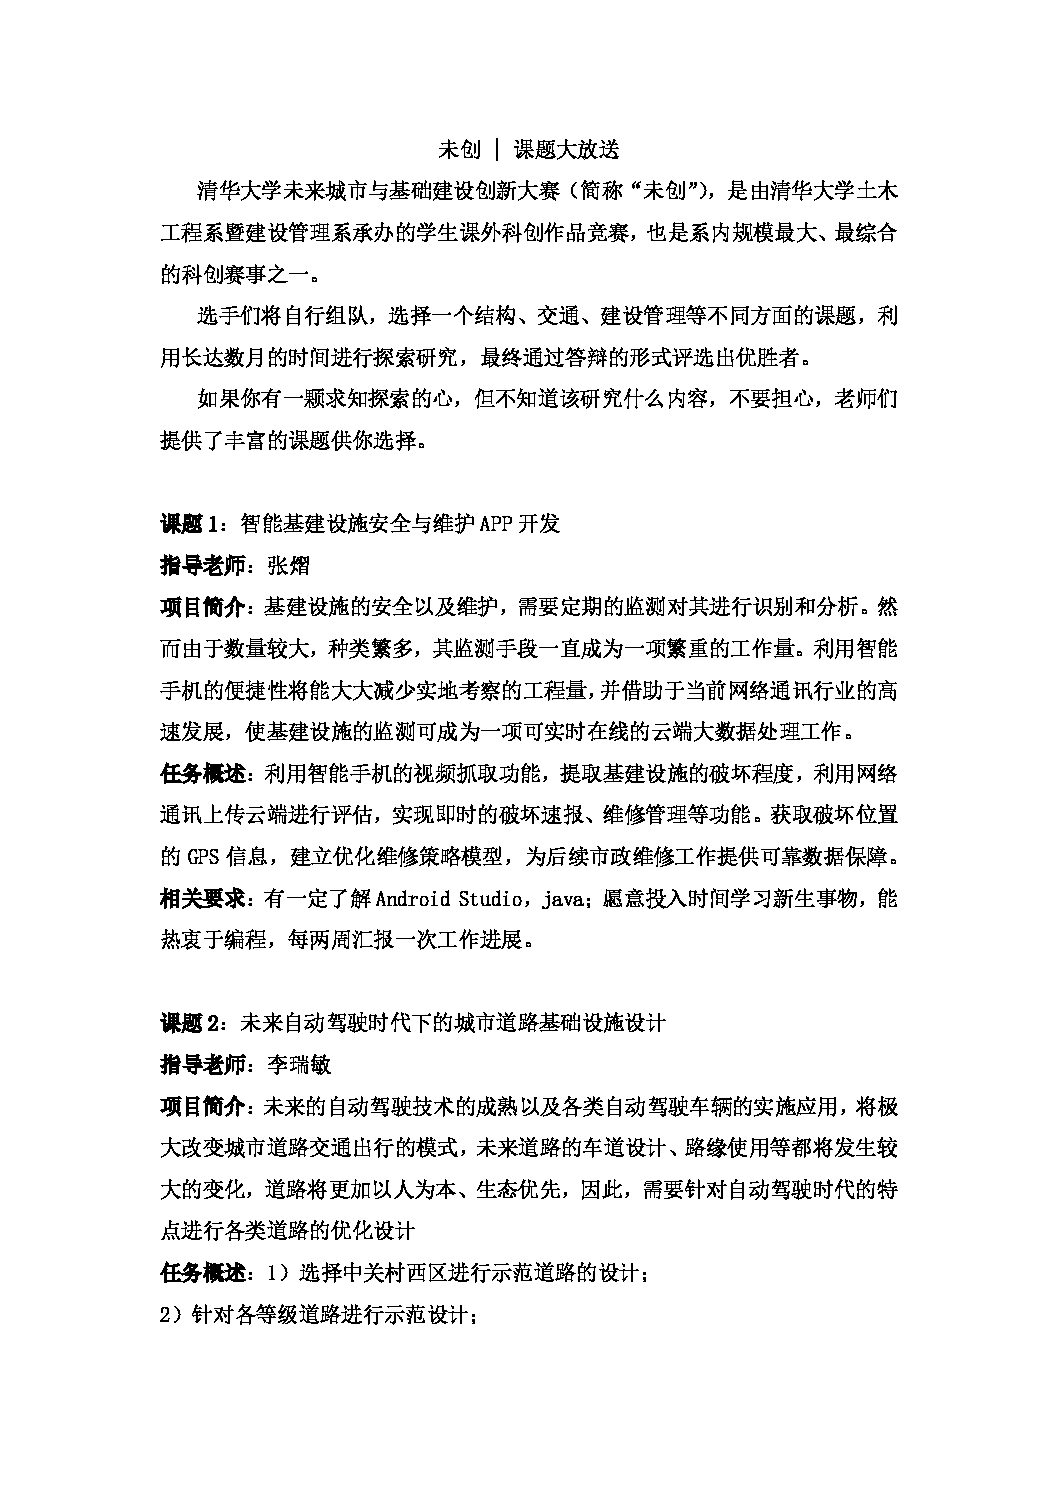 未创 | 课题大放送
清华大学未来城市与基础建设创新大赛（简称“未创”），是由清华大学土木
工程系暨建设管理系承办的学生课外科创作品竞赛，也是系内规模最大、最综合
的科创赛事之一。
选手们将自行组队，选择一个结构、交通、建设管理等不同方面的课题，利
用长达数月的时间进行探索研究，最终通过答辩的形式评选出优胜者。
如果你有一颗求知探索的心，但不知道该研究什么内容，不要担心，老师们
提供了丰富的课题供你选择。
课题1：智能基建设施安全与维护APP开发
指导老师：张熠
项目简介：基建设施的安全以及维护，需要定期的监测对其进行识别和分析。然
而由于数量较大，种类繁多，其监测手段一直成为一项繁重的工作量。利用智能
手机的便捷性将能大大减少实地考察的工程量，并借助于当前网络通讯行业的高
速发展，使基建设施的监测可成为一项可实时在线的云端大数据处理工作。
任务概述：利用智能手机的视频抓取功能，提取基建设施的破坏程度，利用网络
通讯上传云端进行评估，实现即时的破坏速报、维修管理等功能。获取破坏位置
的 GPS 信息，建立优化维修策略模型，为后续市政维修工作提供可靠数据保障。
相关要求：有一定了解Android Studio，java；愿意投入时间学习新生事物，能
热衷于编程，每两周汇报一次工作进展。
课题2：未来自动驾驶时代下的城市道路基础设施设计
指导老师：李瑞敏
项目简介：未来的自动驾驶技术的成熟以及各类自动驾驶车辆的实施应用，将极
大改变城市道路交通出行的模式，未来道路的车道设计、路缘使用等都将发生较
大的变化，道路将更加以人为本、生态优先，因此，需要针对自动驾驶时代的特
点进行各类道路的优化设计
任务概述：1）选择中关村西区进行示范道路的设计；
2）针对各等级道路进行示范设计；